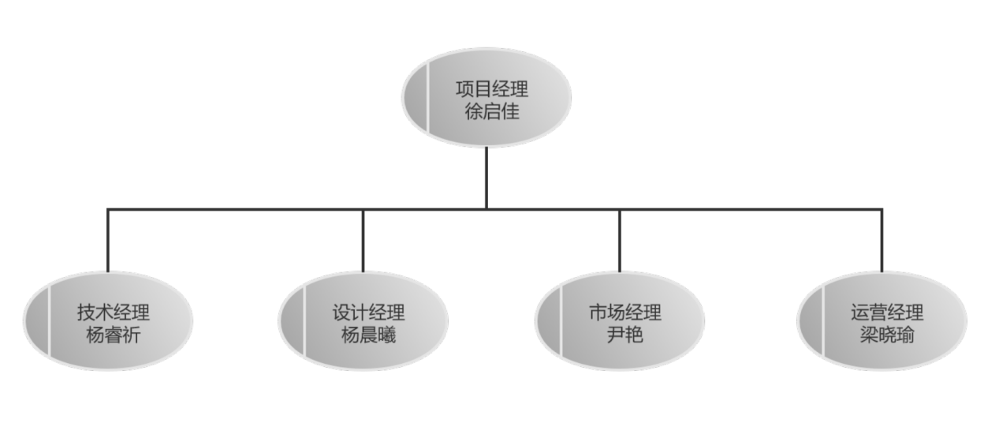 项目经理
徐启佳
技术经理
杨睿祈
设计经理
杨晨曦
市场经理
尹艳
运营经理
梁晓瑜